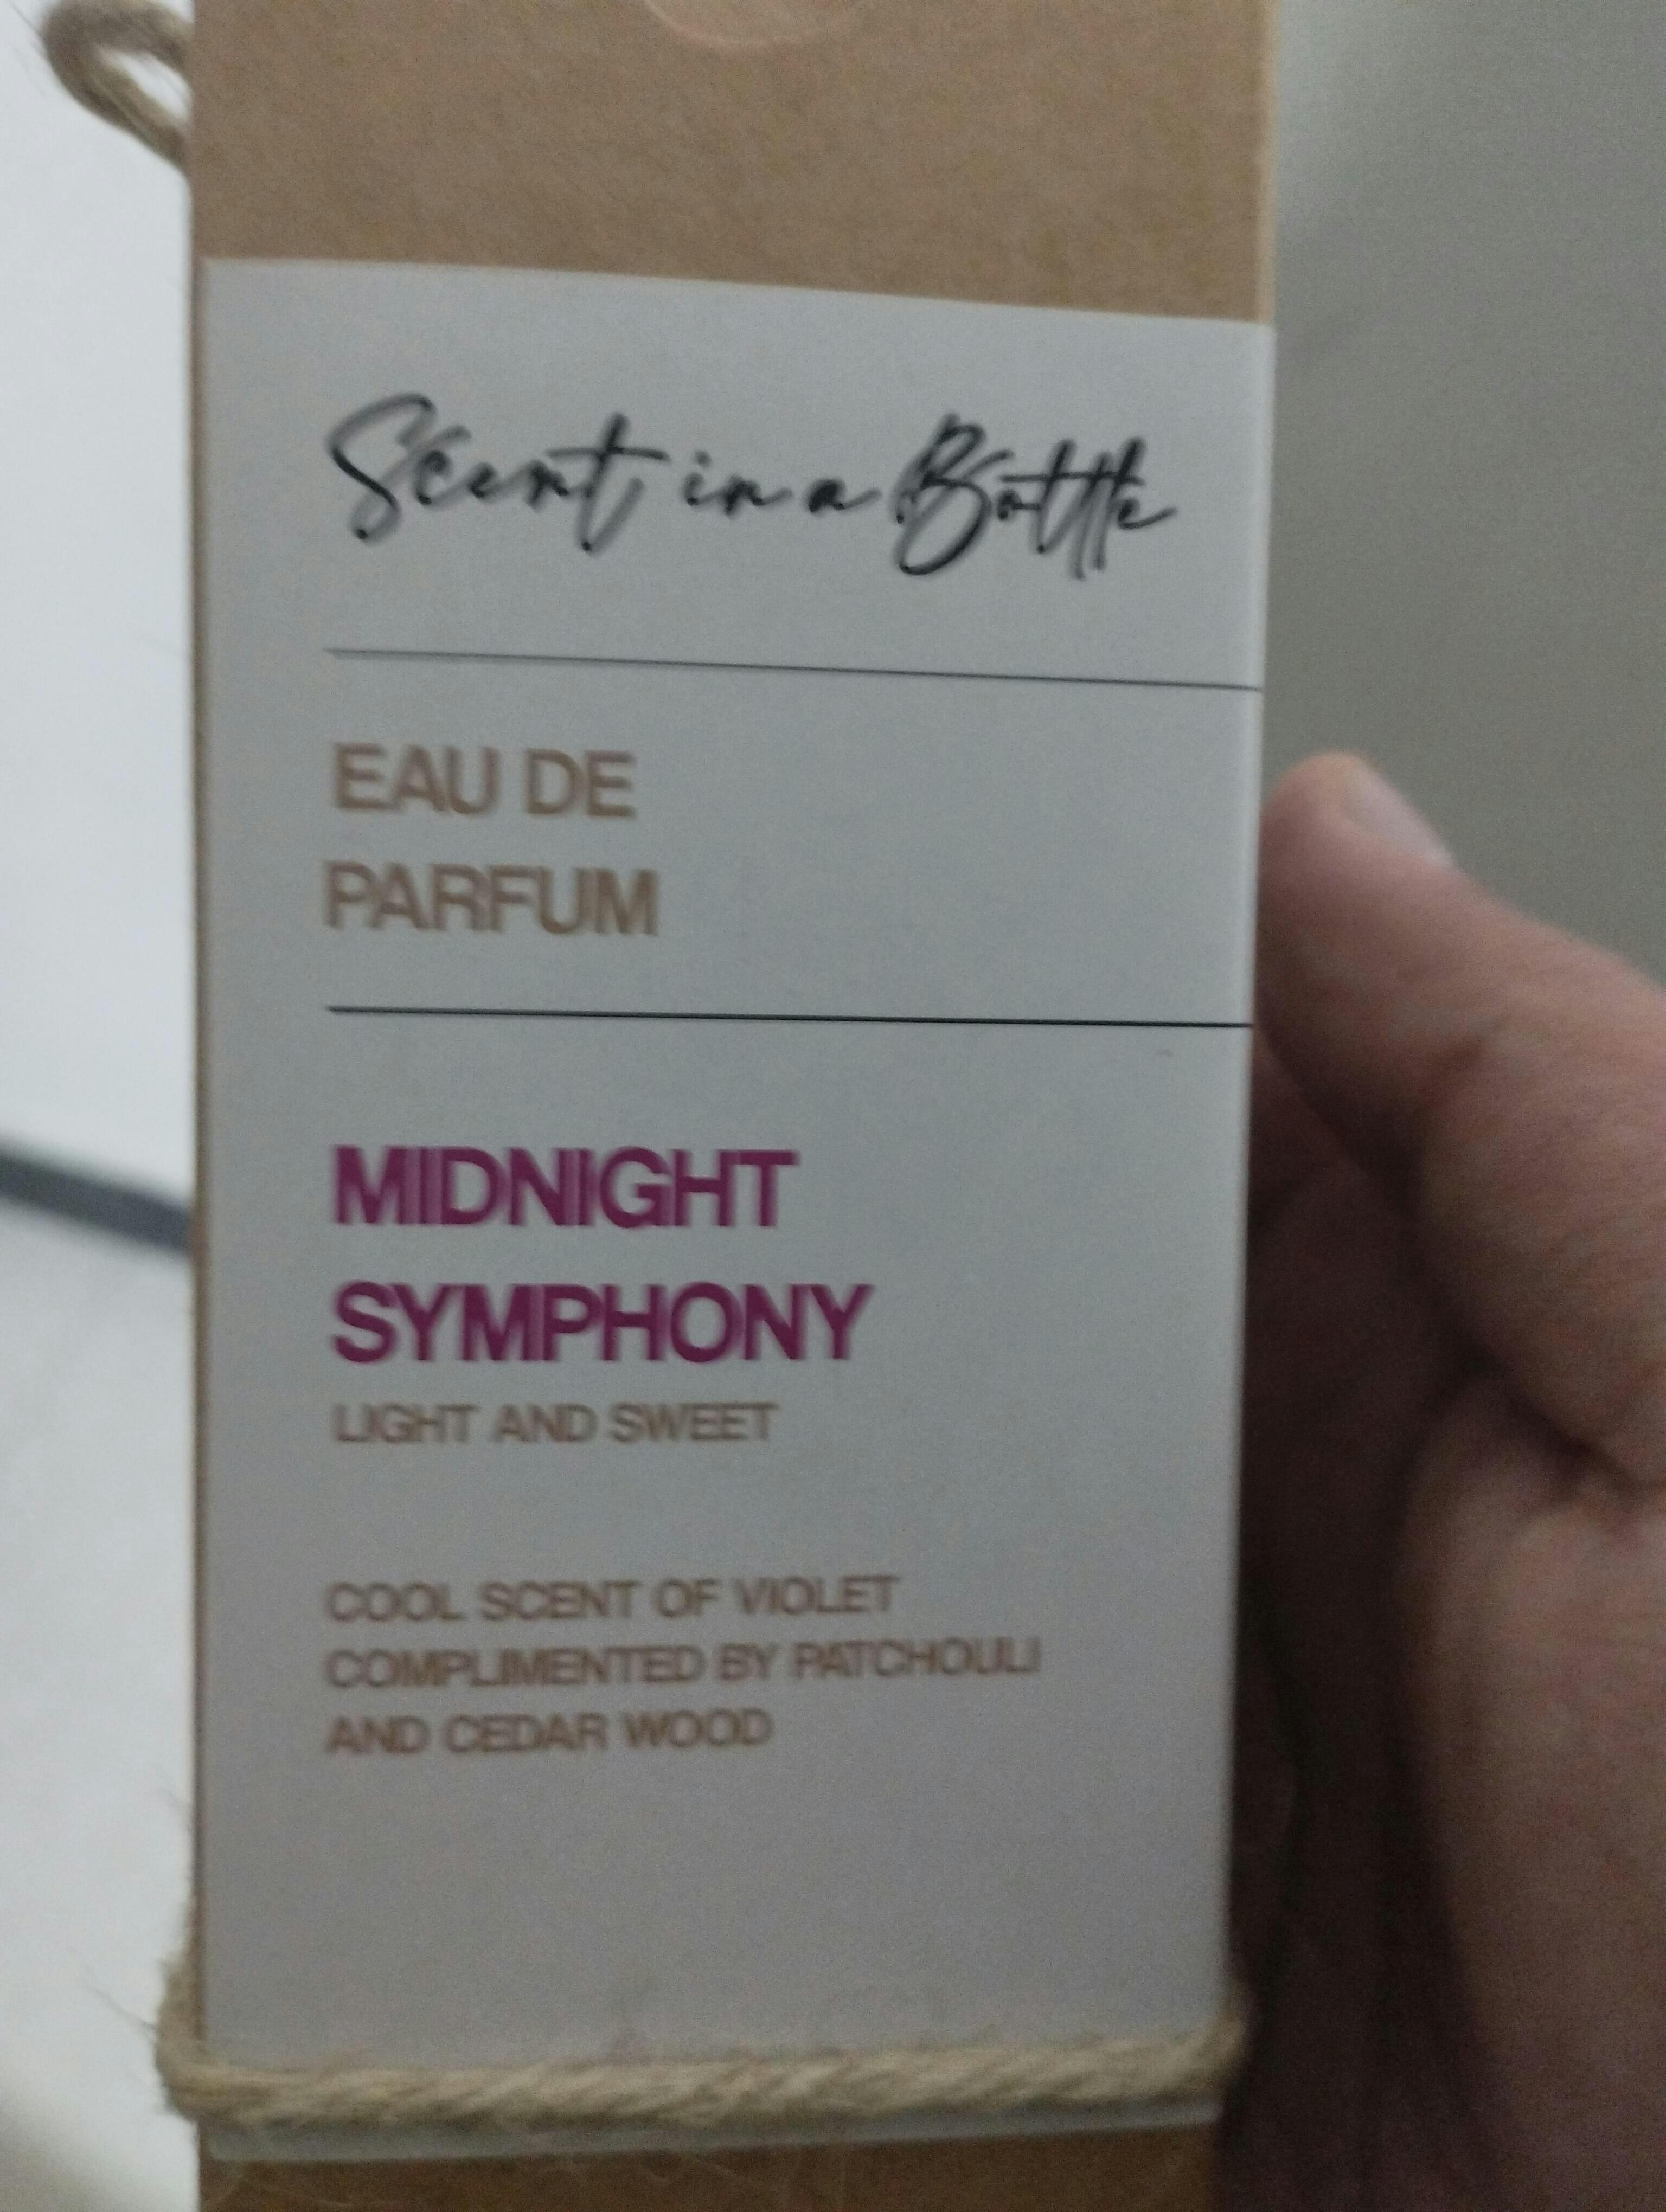 Scent in a Bottle
EAU DE
PARFUM
MIDNIGHT
SYMPHONY
LIGHT AND SWEET
COOL SCENT OF VIOLET
COMPLIMENTED BY PATCHOULI
AND CEDAR WOOD